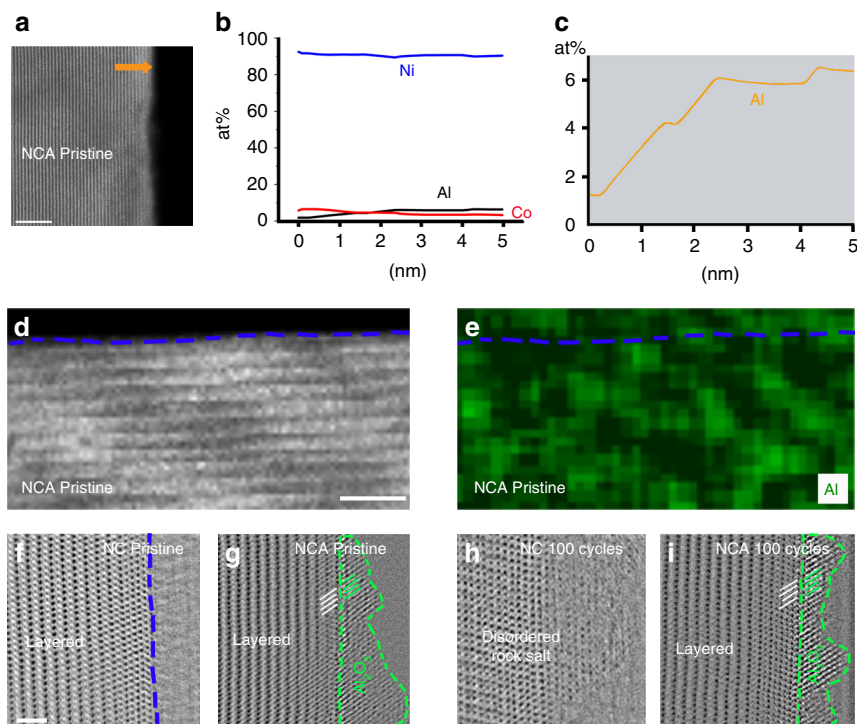 a
NCA Pristine
b
100
80
60
40
20
0
at%
Ni
Al
Co
0 1 2 3 4 5
(nm)
c
at%
6
4
2
0
Al
0 1 2 3 4 5
(nm)
d
NCA Pristine
e
NCA Pristine
Al
f
NC Pristine
Layered
g
NCA Pristine
Layered
h
NC 100 cycles
Disordered
rock salt
i
NCA 100 cycles
Layered